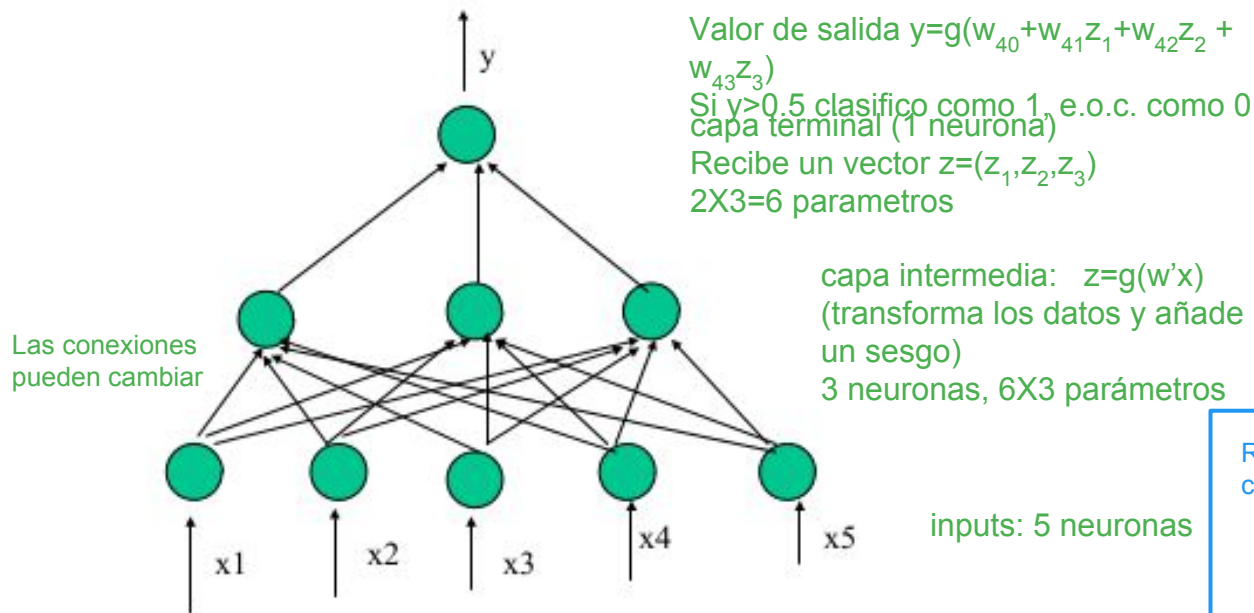 y
Valor de salida y=g(w₄₀+w₄₁z₁+w₄₂z₂ +
w₄₃z₃)
Si y>0.5 clasifico como 1, e.o.c. como 0
capa terminal (1 neurona)
Recibe un vector z=(z₁,z₂,z₃)
2X3=6 parametros
capa intermedia: z=g(w’x)
(transforma los datos y añade
un sesgo)
3 neuronas, 6X3 parámetros
Las conexiones
pueden cambiar
R
c
inputs: 5 neuronas
x1
x2
x3
x4
x5